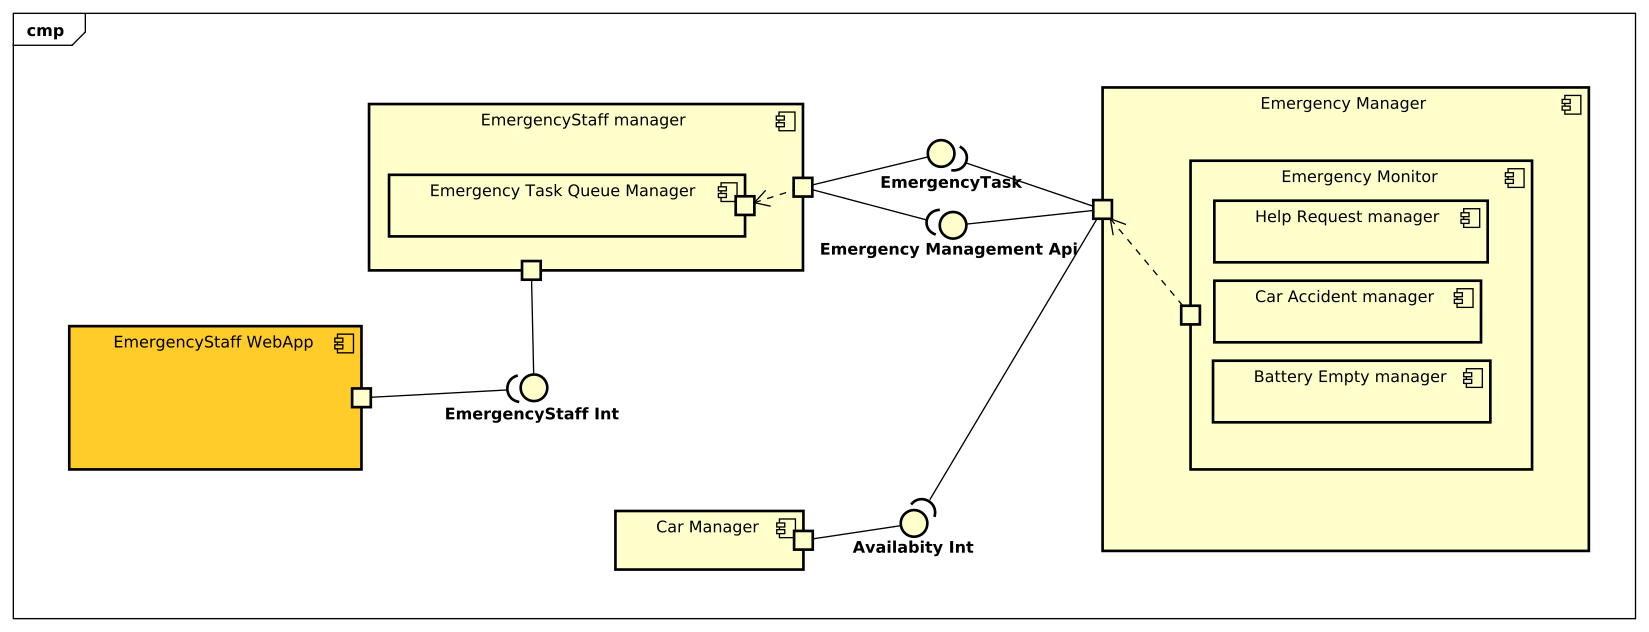 cmp
EmergencyStaff manager
Emergency Task Queue Manager
EmergencyTask
Emergency Management Api
Emergency Manager
Emergency Monitor
Help Request manager
Car Accident manager
Battery Empty manager
EmergencyStaff WebApp
EmergencyStaff Int
Car Manager
Availabity Int